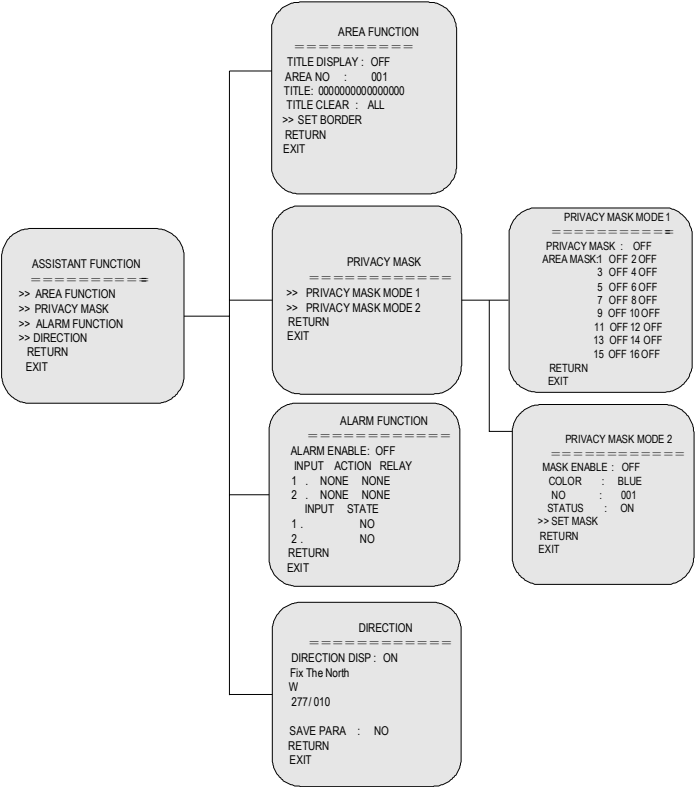 ASSISTANT FUNCTION
===========
>> AREA FUNCTION
>> PRIVACY MASK
>> ALARM FUNCTION
>> DIRECTION
RETURN
EXIT
AREA FUNCTION
==========
TITLE DISPLAY : OFF
AREA NO : 001
TITLE: 0000000000000000
TITLE CLEAR : ALL
>> SET BORDER
RETURN
EXIT
PRIVACY MASK
============
>> PRIVACY MASK MODE 1
>> PRIVACY MASK MODE 2
RETURN
EXIT
PRIVACY MASK MODE 1
===========
PRIVACY MASK : OFF
AREA MASK:1 OFF 2 OFF
3 OFF 4 OFF
5 OFF 6 OFF
7 OFF 8 OFF
9 OFF 10 OFF
11 OFF 12 OFF
13 OFF 14 OFF
15 OFF 16 OFF
RETURN
EXIT
PRIVACY MASK MODE 2
============
MASK ENABLE : OFF
COLOR : BLUE
NO : 001
STATUS : ON
>> SET MASK
RETURN
EXIT
ALARM FUNCTION
============
ALARM ENABLE: OFF
INPUT ACTION RELAY
1 . NONE NONE
2 . NONE NONE
INPUT STATE
1 . NO
2 . NO
RETURN
EXIT
DIRECTION
============
DIRECTION DISP : ON
Fix The North
W
277/ 010
SAVE PARA : NO
RETURN
EXIT